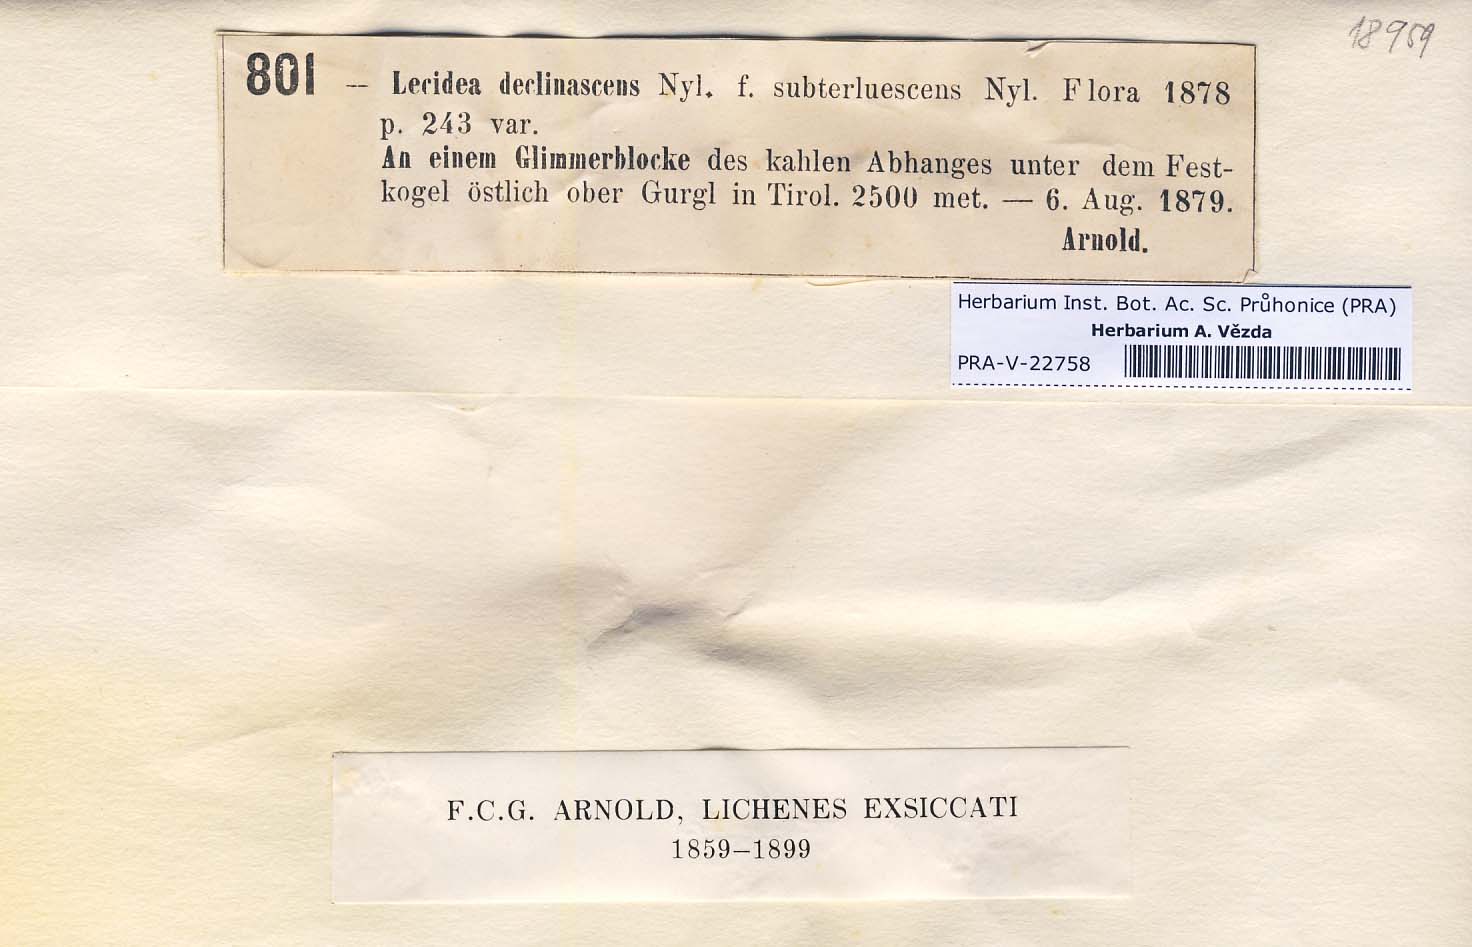 18959
801 — Lecidea declinascens Nyl. f. subterluescens Nyl. Flora 1878
p. 243 var.
An einem Glimmerblocke des kahlen Abhanges unter dem Fest-
kogel östlich ober Gurgl in Tirol. 2500 met. — 6. Aug. 1879.
Arnold.
Herbarium Inst. Bot. Ac. Sc. Průhonice (PRA)
Herbarium A. Vězda
PRA-V-22758
F.C.G. ARNOLD, LICHENES EXSICCATI
1859–1899